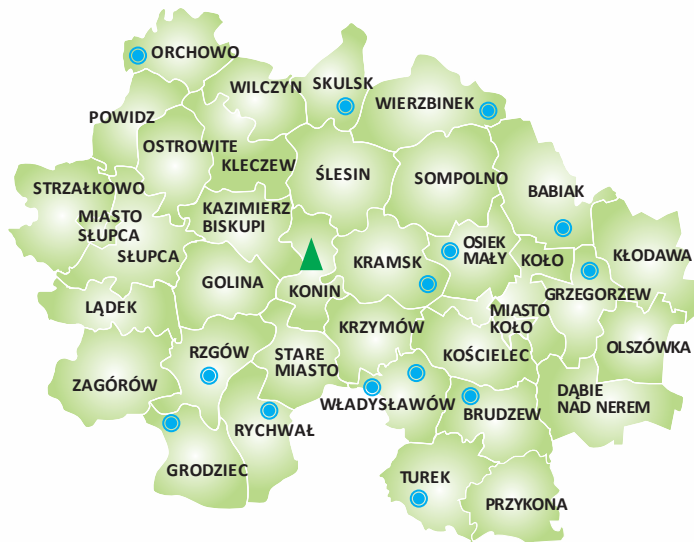 ORCHOWO
WILCZYN
SKULSK
WIERZBINEK
POWIDZ
OSTROWITE
KLECZEW
ŚLESIN
SOMPOLNO
STRZAŁKOWO
BABIAK
MIASTO
SŁUPCA
KAZIMIERZ
BISKUPI
SŁUPCA
KRAMSK
OSIEK
MAŁY
KOŁO
KŁODAWA
GOLINA
KONIN
GRZEGORZEW
LĄDEK
MIASTO
KOŁO
KRZYMÓW
KOŚCIELEC
OLSZÓWKA
RZGÓW
STARE
MIASTO
ZAGÓRÓW
DĄBIE
NAD NEREM
WŁADYSŁAWÓW
BRUDZEW
RYCHWAŁ
GRODZIEC
TUREK
PRZYKONA